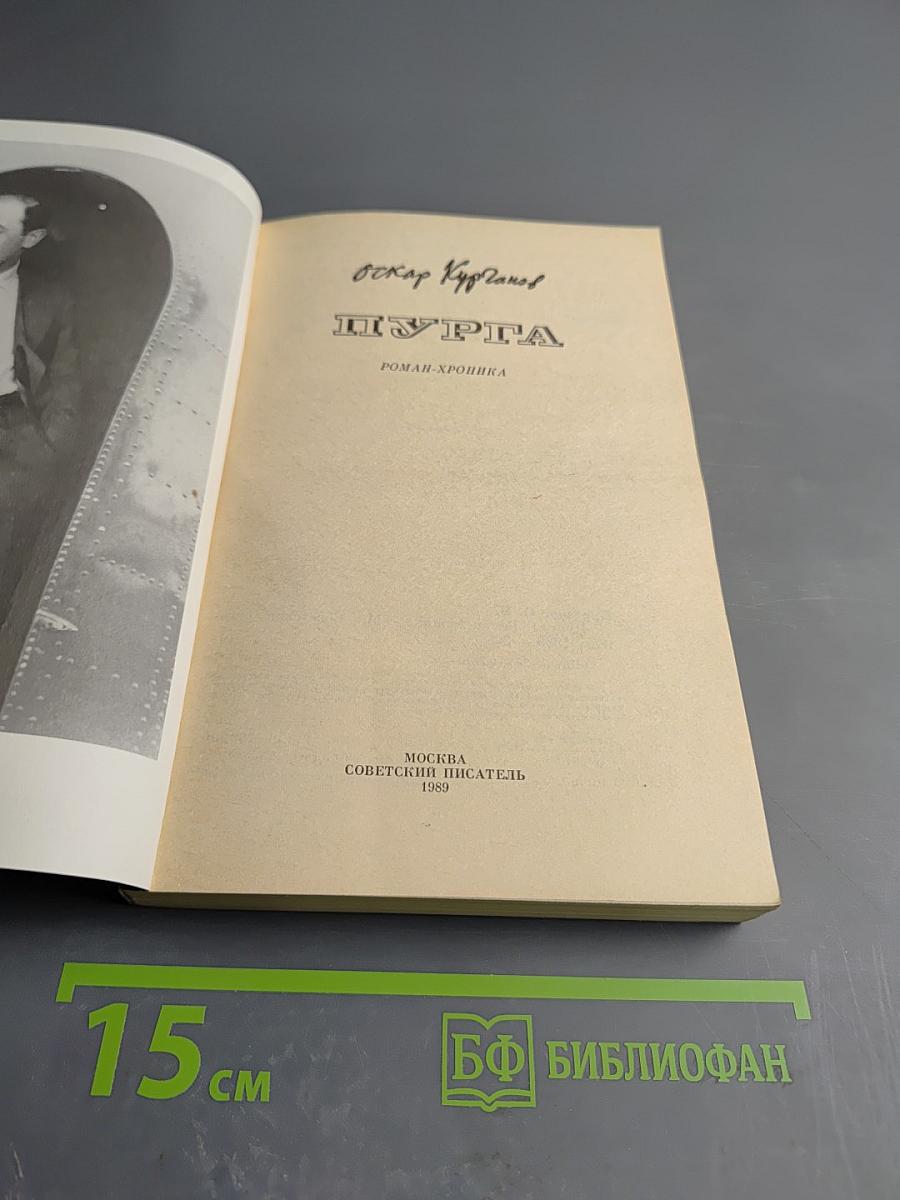 Оскар Курганов
ПУРГА
РОМАН-ХРОНИКА
МОСКВА
СОВЕТСКИЙ ПИСАТЕЛЬ
1989
15 см
БФ БИБЛИОФАН